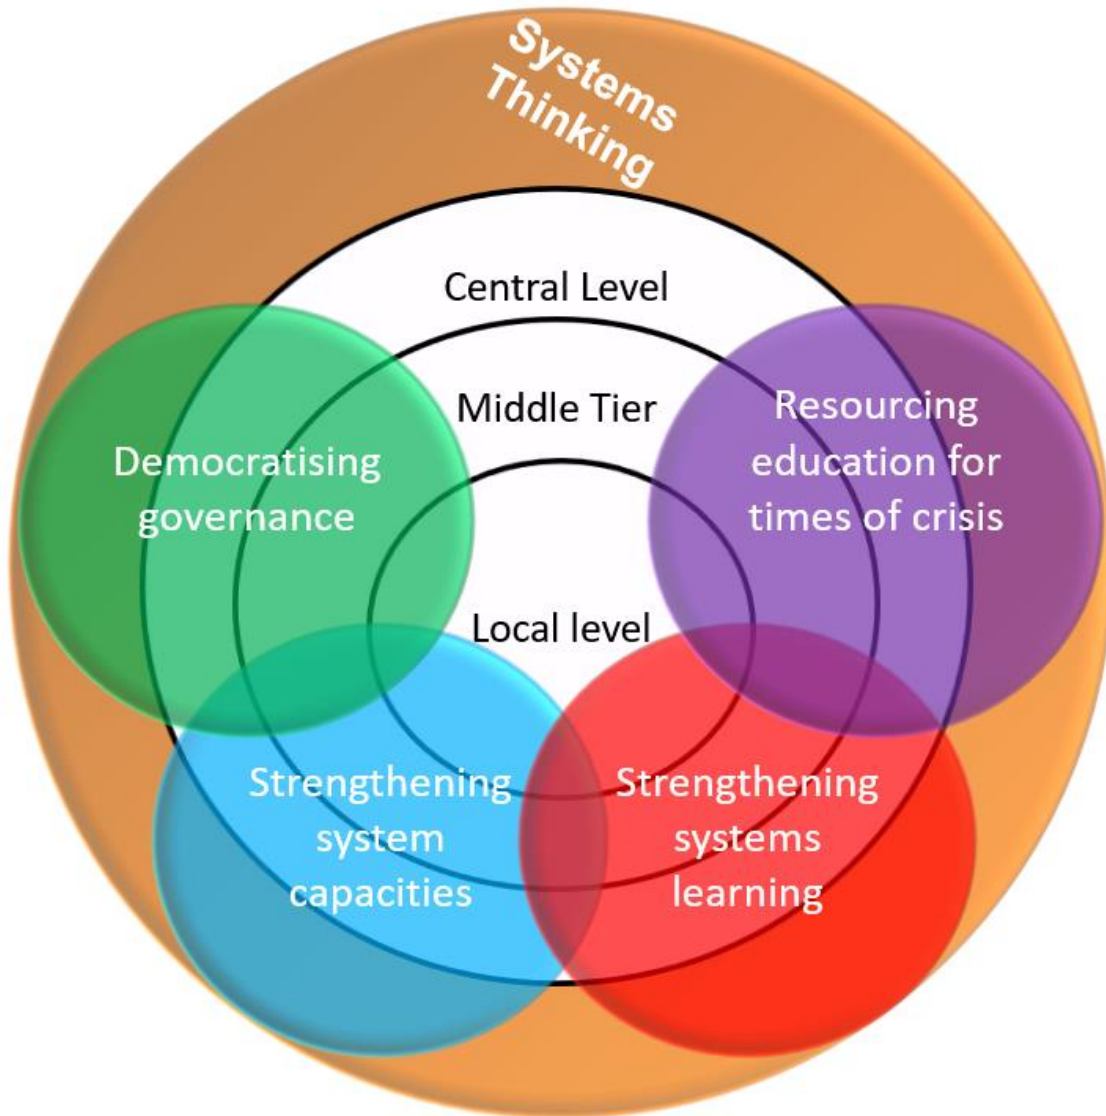 Systems
Thinking
Central Level
Middle Tier
Democratising
governance
Resourcing
education for
times of crisis
Local level
Strengthening
system
capacities
Strengthening
systems
learning